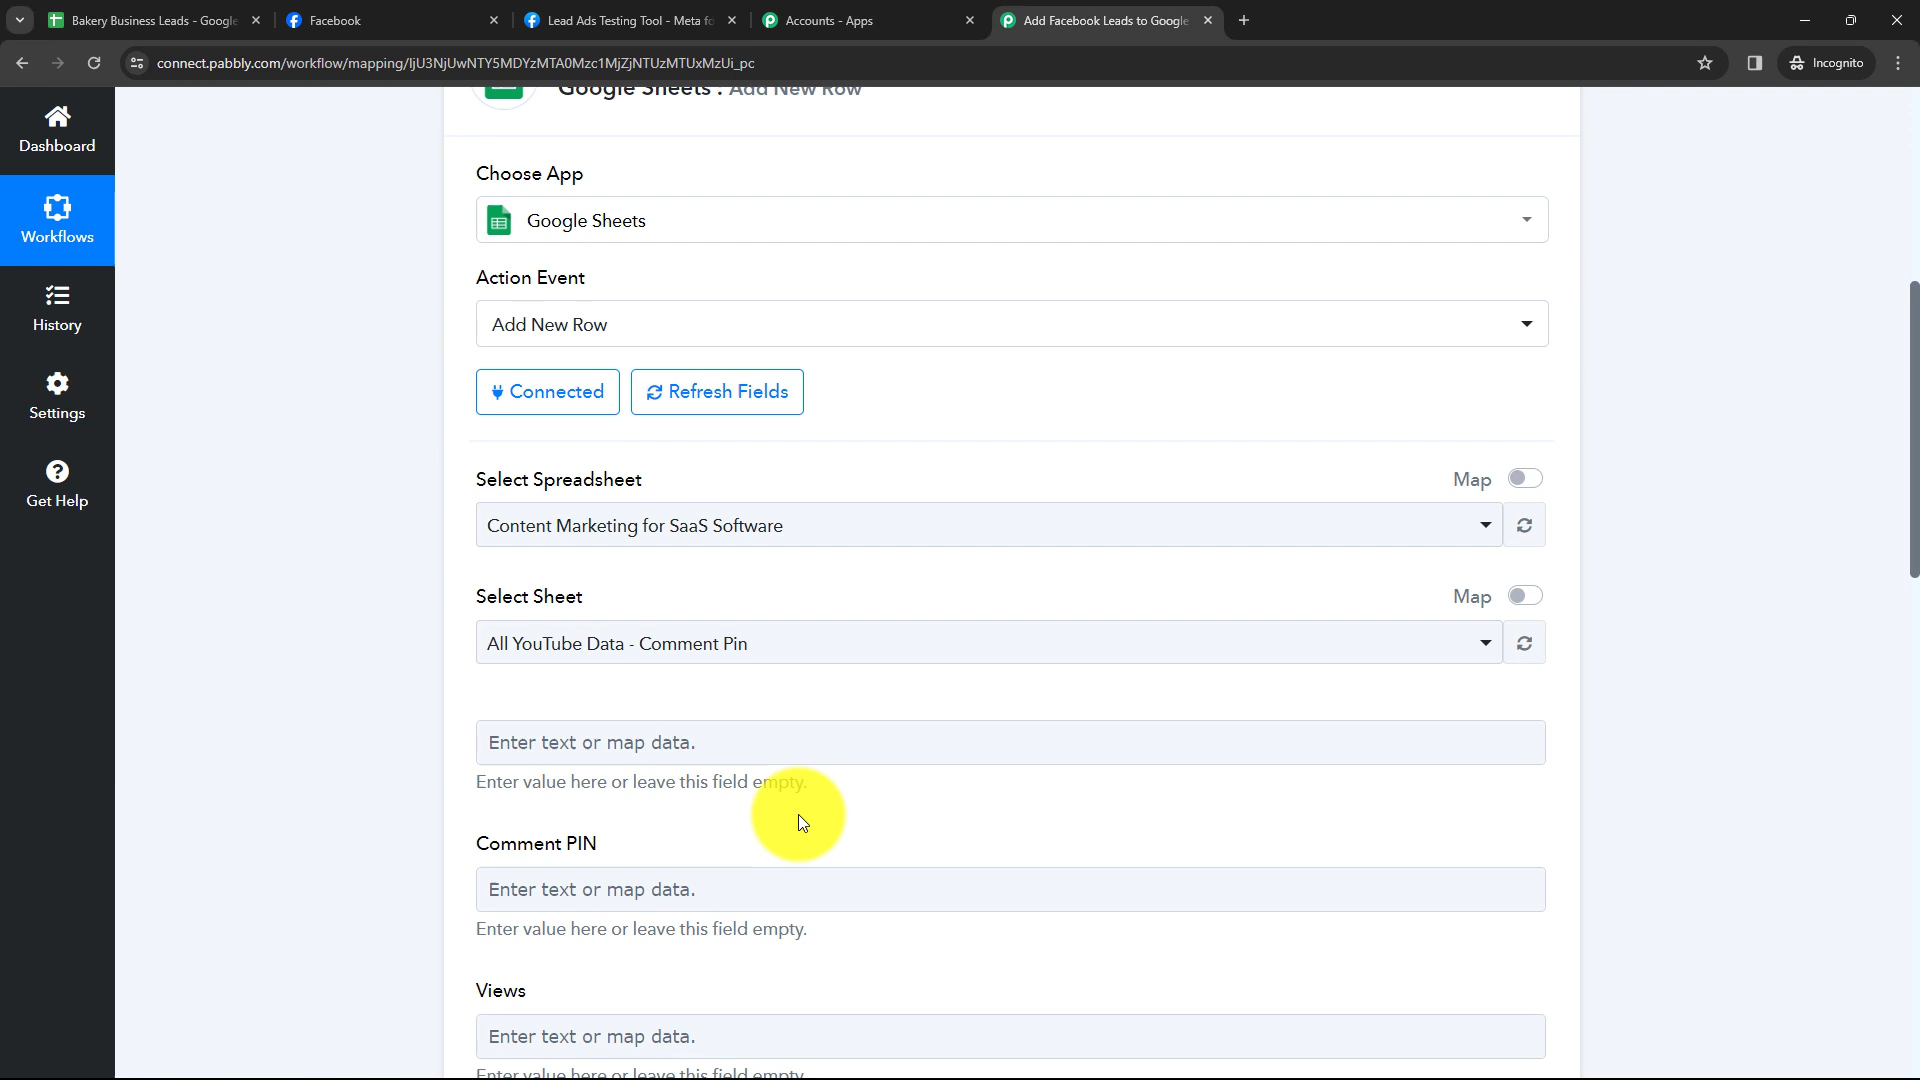 Bakery Business Leads - Google
Facebook
Lead Ads Testing Tool - Meta fo
Accounts - Apps
Add Facebook Leads to Google
connect.pabbly.com/workflow/mapping/IjU3NjUwNTY5MDYzMTA0Mzc1MjZjNTUzMTUxMzUi_pc
Incognito
Dashboard
Workflows
History
Settings
Get Help
Google Sheets : Add New Row
Choose App
Google Sheets
Action Event
Add New Row
Connected
Refresh Fields
Select Spreadsheet
Map
Content Marketing for SaaS Software
Select Sheet
Map
All YouTube Data - Comment Pin
Enter text or map data.
Enter value here or leave this field empty.
Comment PIN
Enter text or map data.
Enter value here or leave this field empty.
Views
Enter text or map data.
Enter value here or leave this field empty.